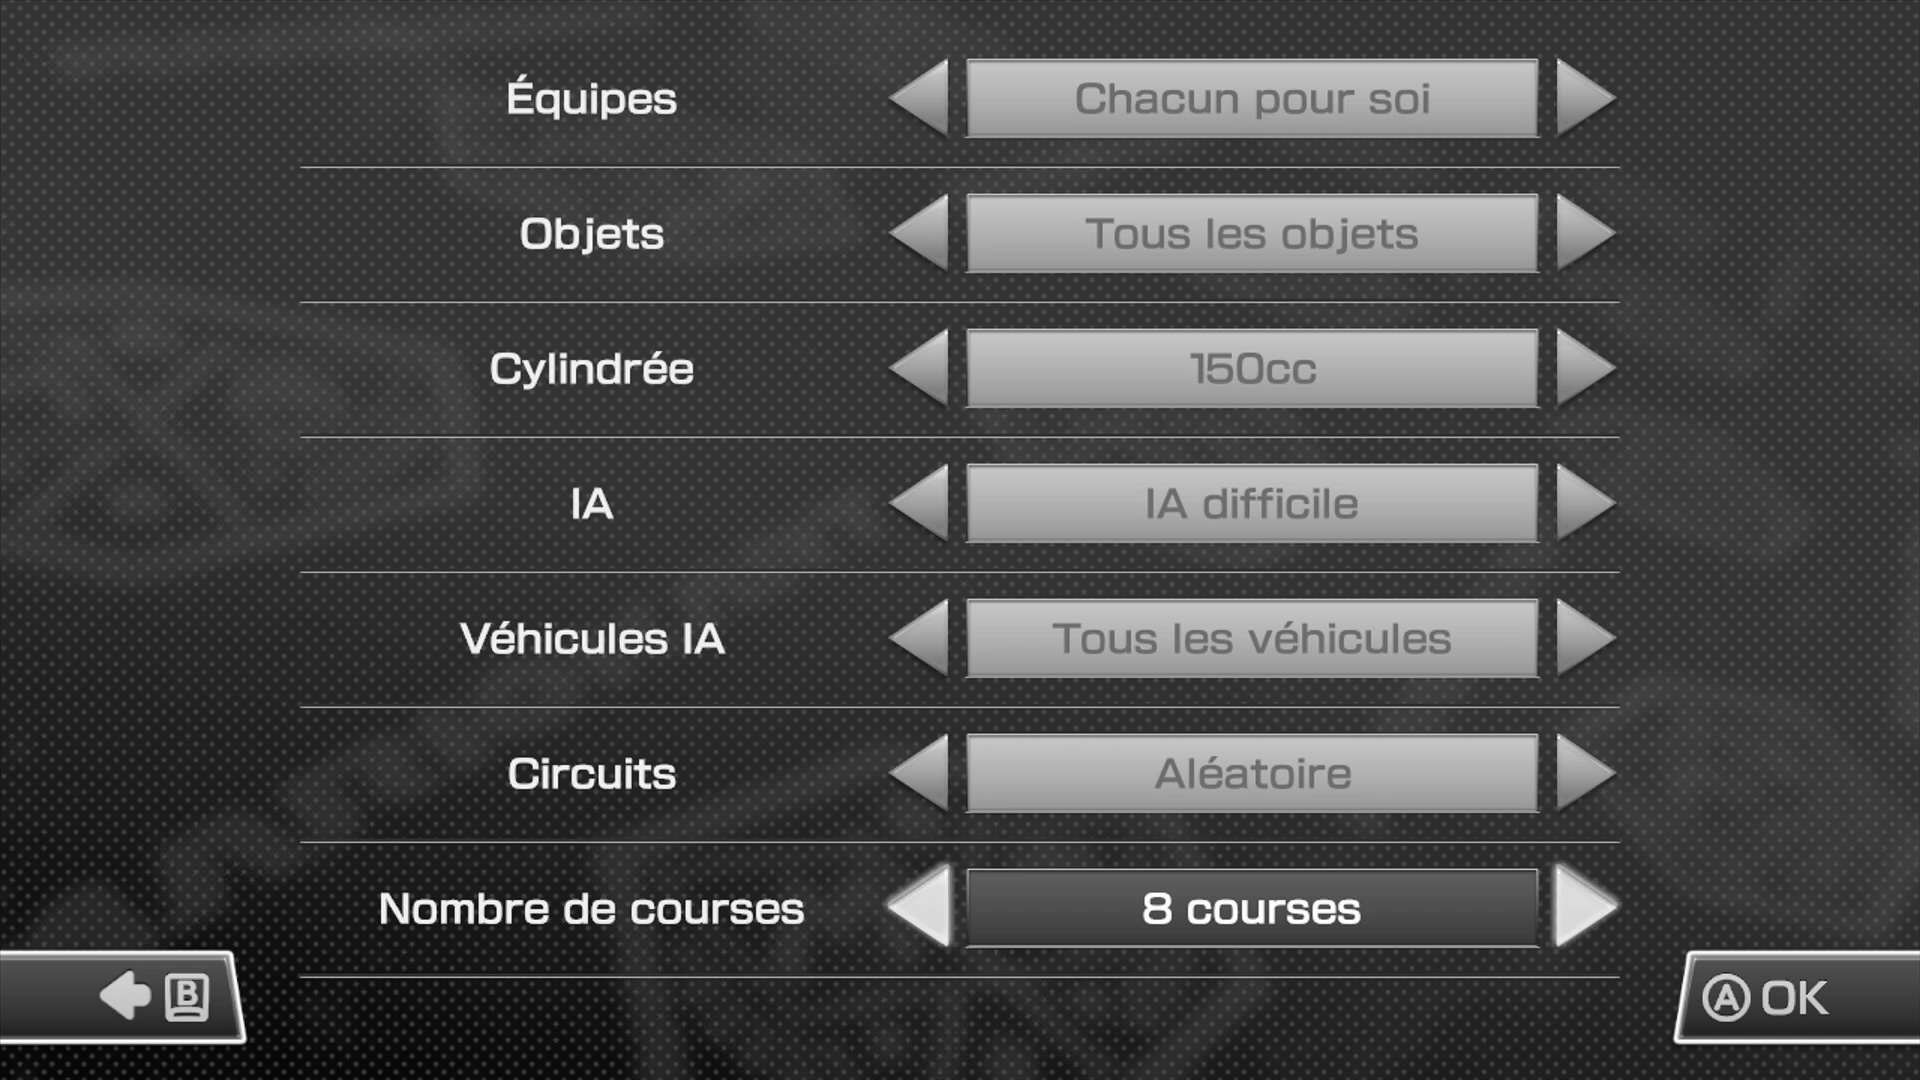 Équipes
Chacun pour soi
Objets
Tous les objets
Cylindrée
150cc
IA
IA difficile
Véhicules IA
Tous les véhicules
Circuits
Aléatoire
Nombre de courses
8 courses
B
A OK